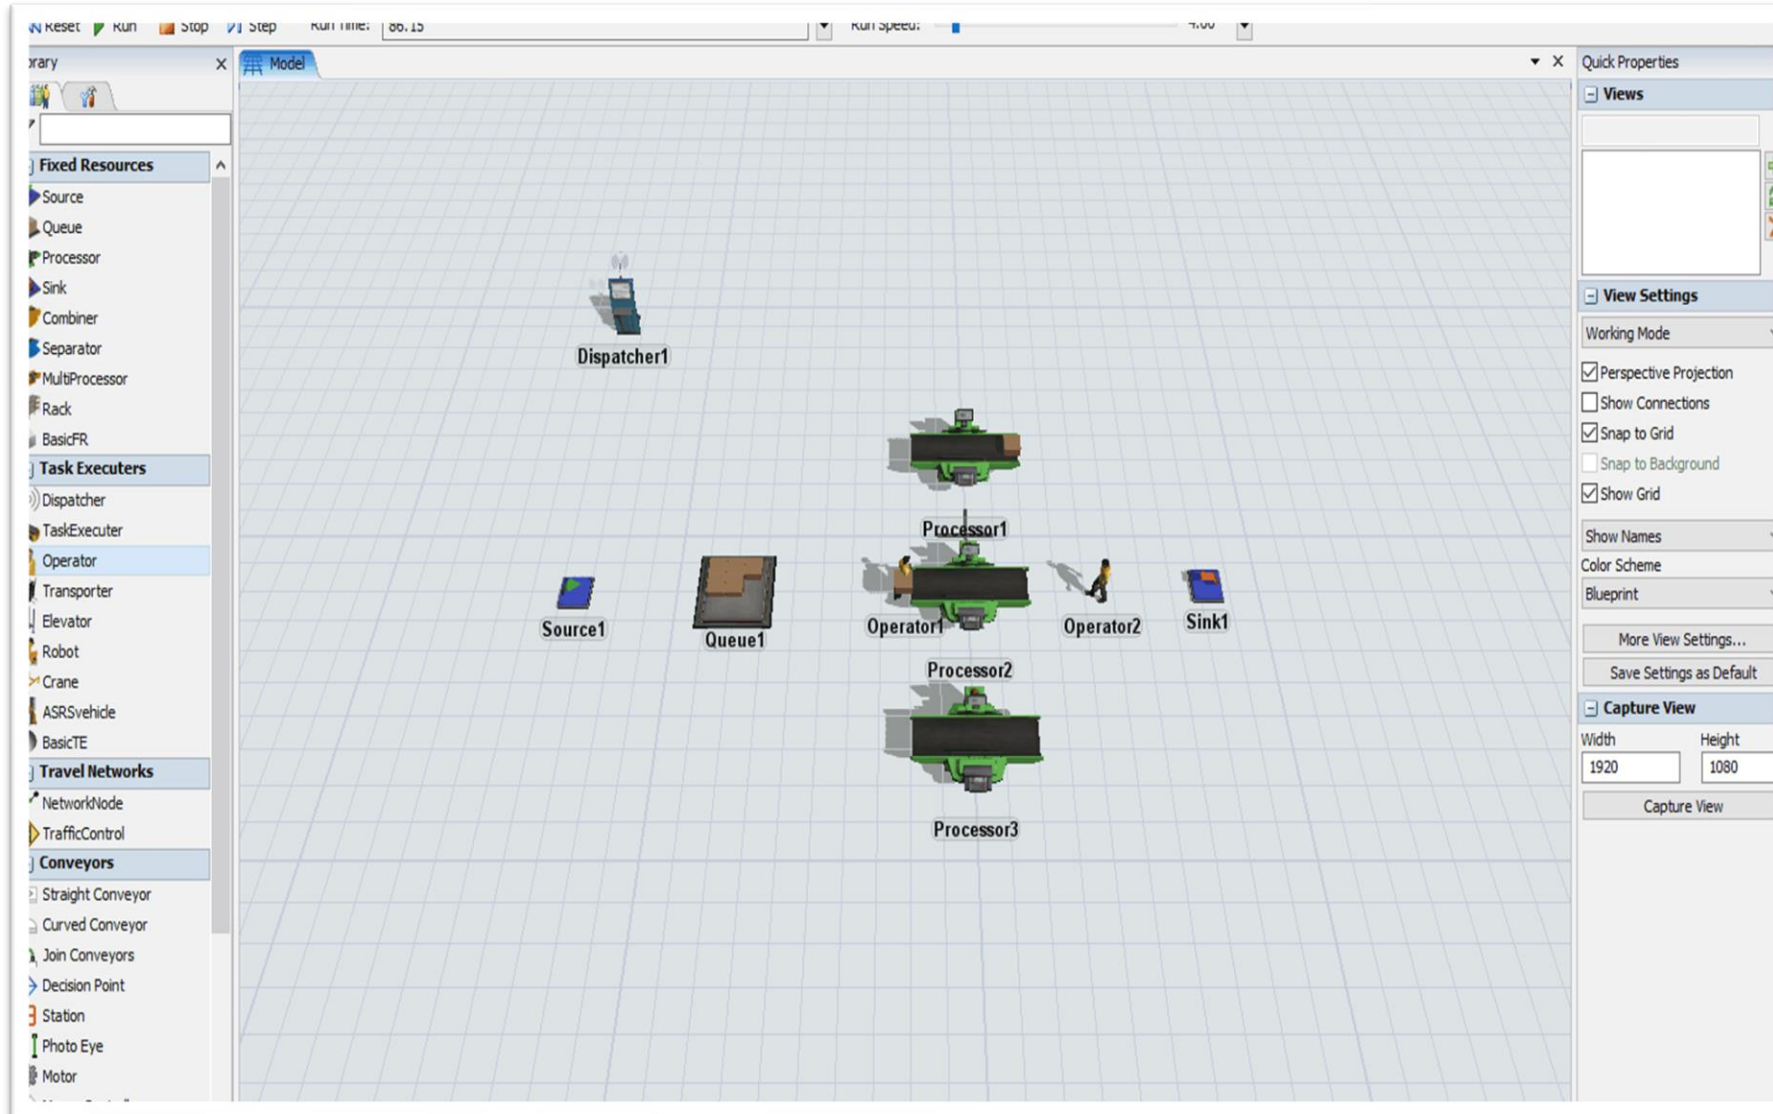 Reset Run Stop Step Run Time: 86.15 Run Speed: 4.00
brary X Model X Quick Properties
Views
Fixed Resources
Source
Queue
Processor
Sink
Combiner
Separator
MultiProcessor
Rack
BasicFR
Task Executers
Dispatcher
TaskExecuter
Operator
Transporter
Elevator
Robot
Crane
ASRSvehicle
BasicTE
Travel Networks
NetworkNode
TrafficControl
Conveyors
Straight Conveyor
Curved Conveyor
Join Conveyors
Decision Point
Station
Photo Eye
Motor
Dispatcher1
Processor1
Source1
Queue1
Operator1
Operator2
Sink1
Processor2
Processor3
View Settings
Working Mode
Perspective Projection
Show Connections
Snap to Grid
Snap to Background
Show Grid
Show Names
Color Scheme
Blueprint
More View Settings...
Save Settings as Default
Capture View
Width Height
1920 1080
Capture View